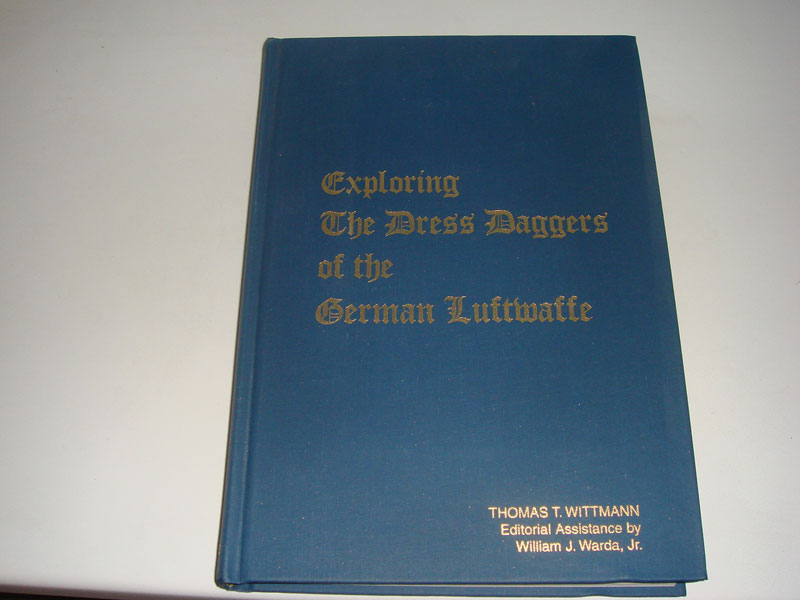 Exploring
The Dress Daggers
of the
German Luftwaffe
THOMAS T. WITTMANN
Editorial Assistance by
William J. Warda, Jr.